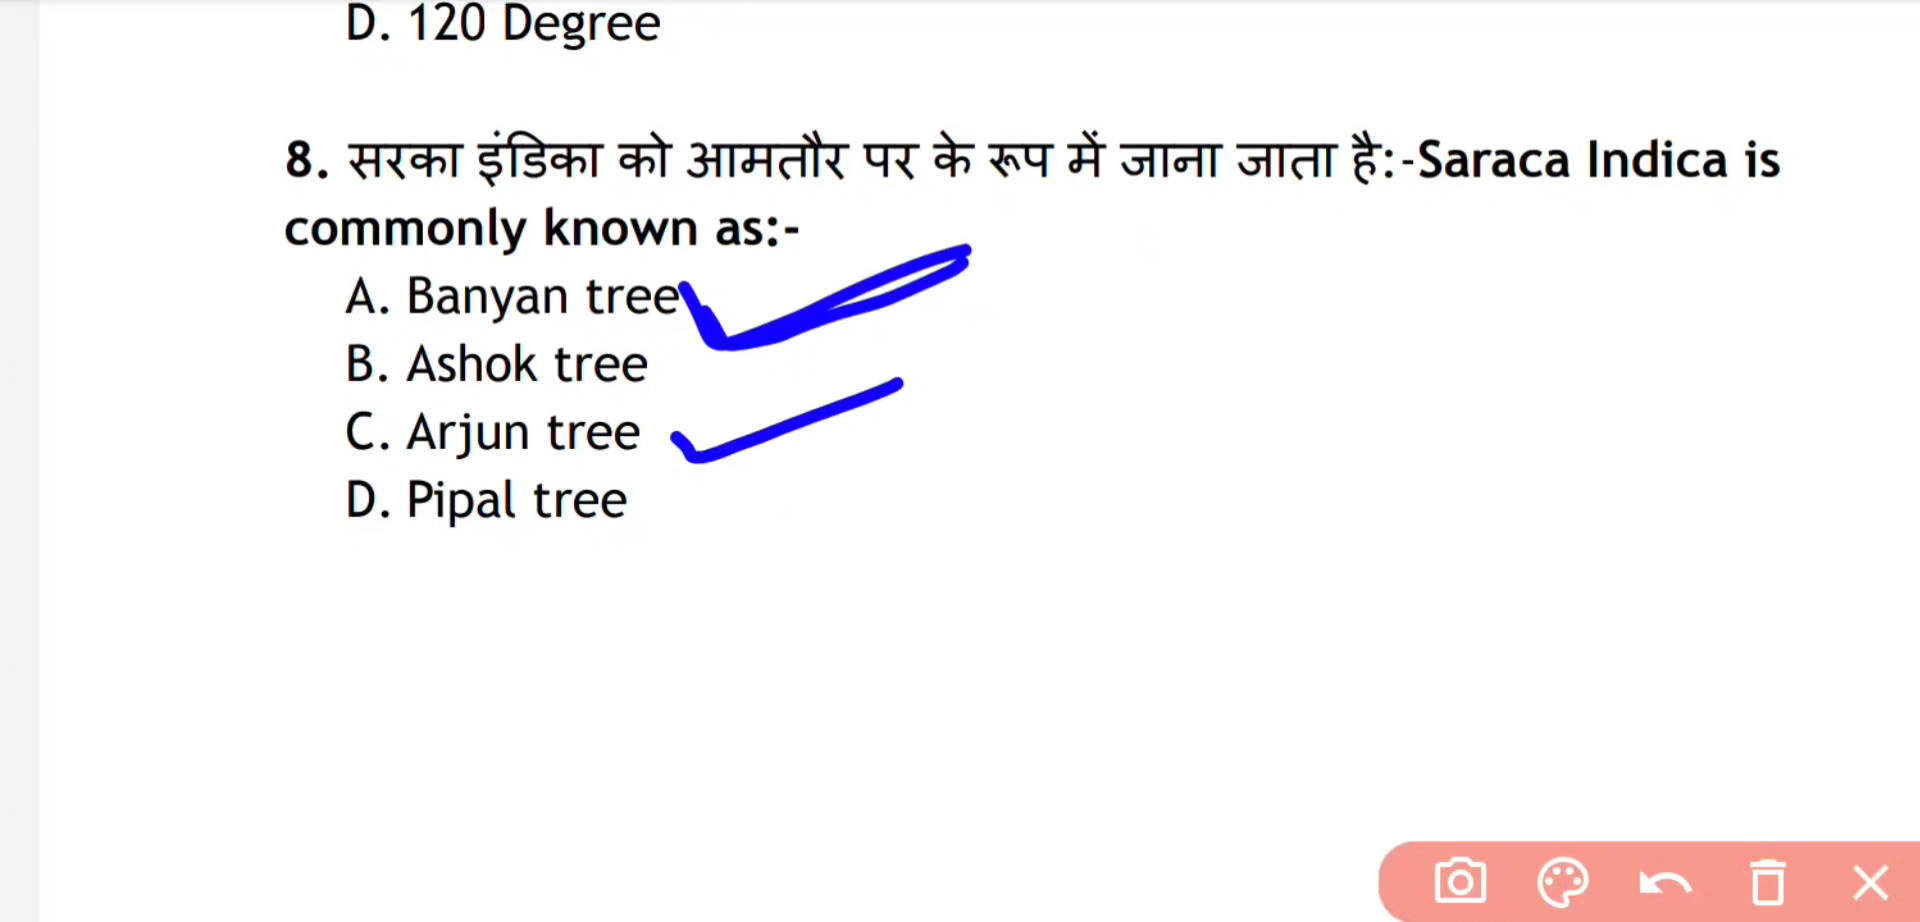 D. 120 Degree
8. सरका इंडिका को आमतौर पर के रूप में जाना जाता है:-Saraca Indica is
commonly known as:-
A. Banyan tree
B. Ashok tree
C. Arjun tree
D. Pipal tree